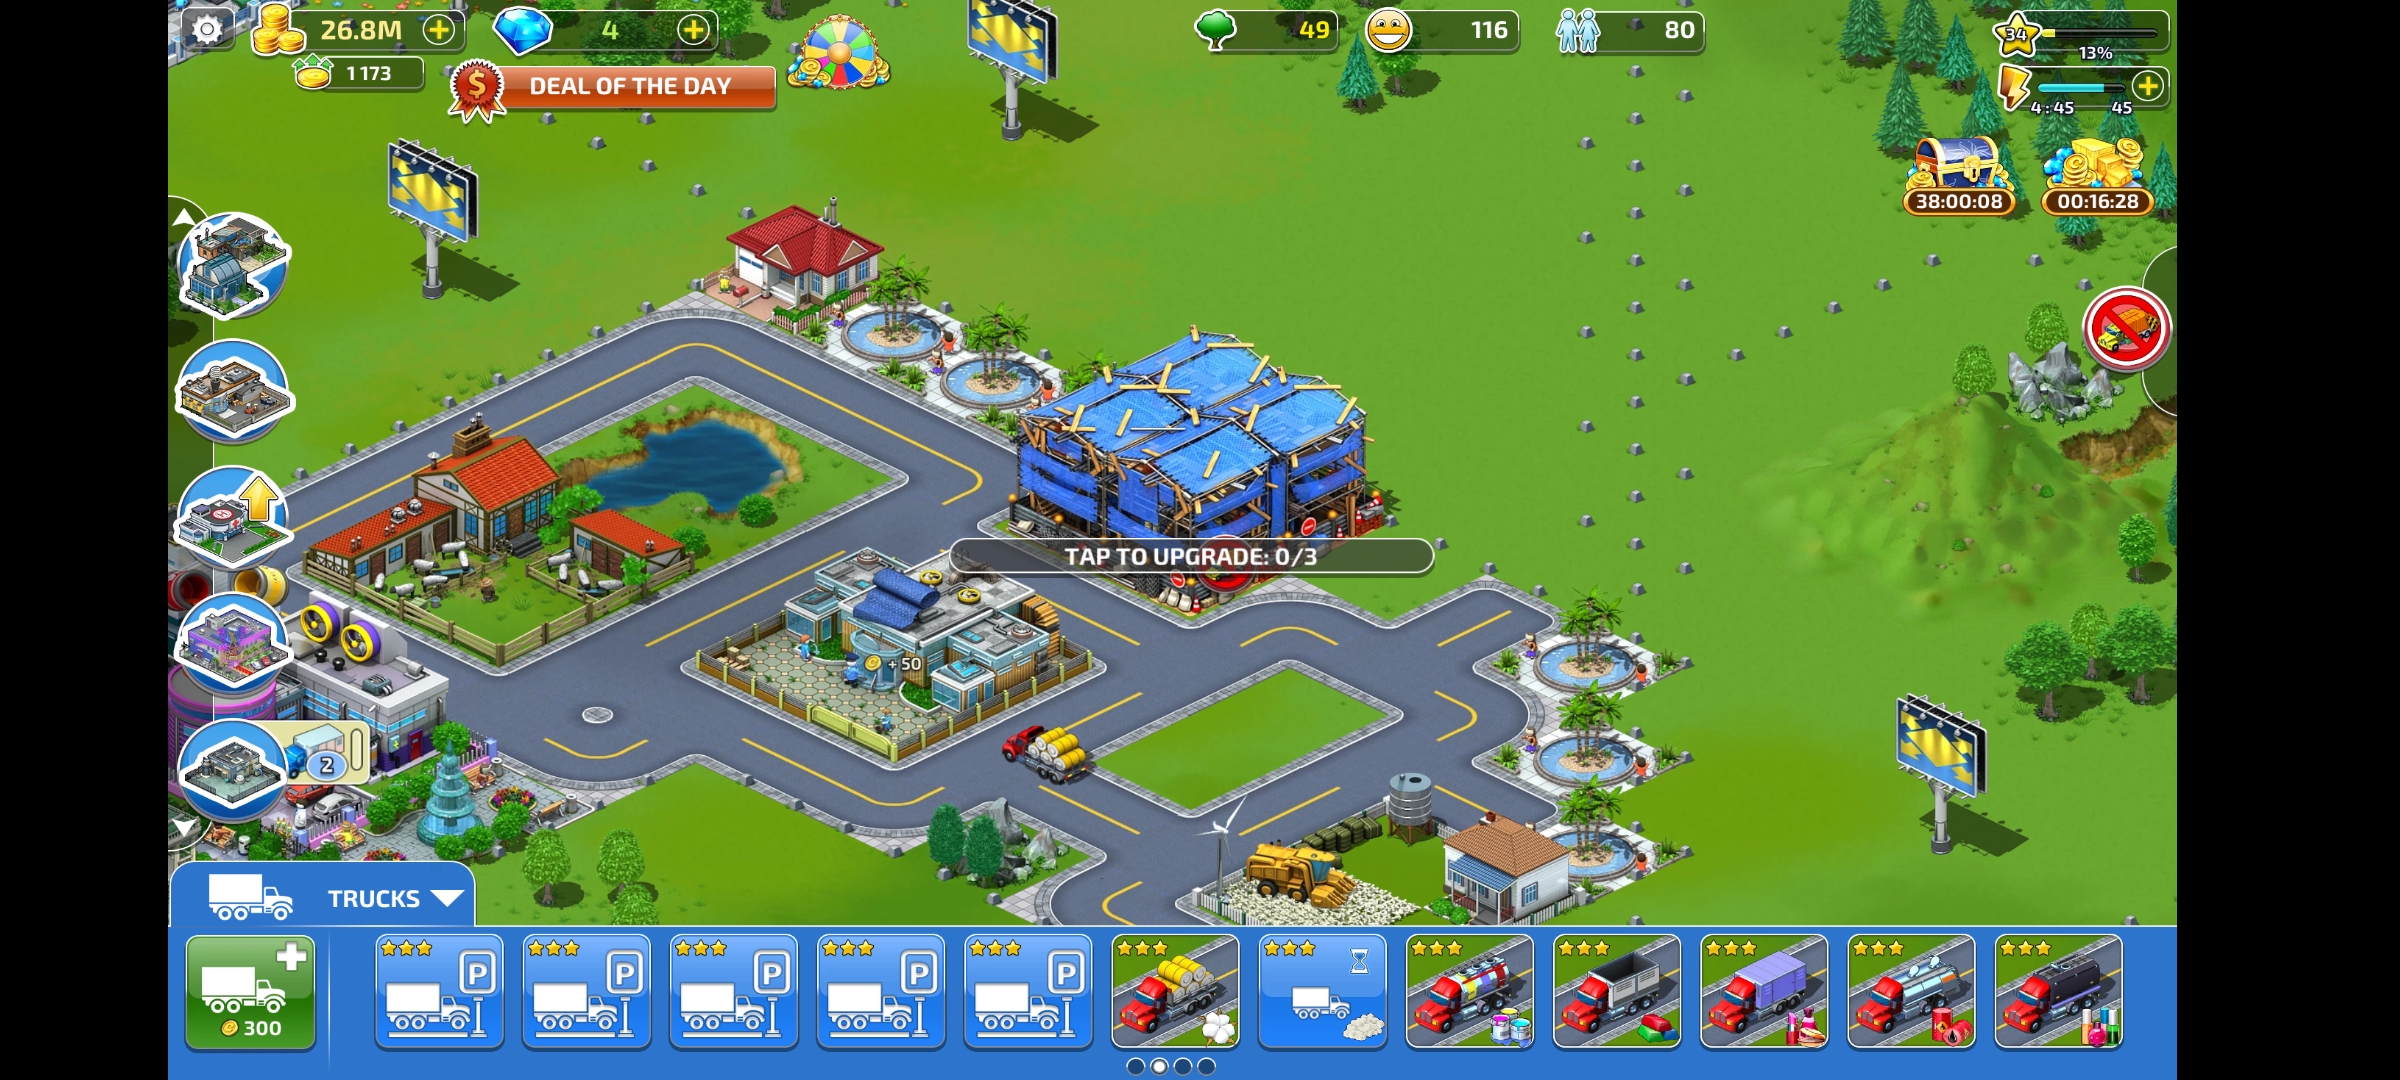 26.8M
4
49
116
80
34
13%
1 173
DEAL OF THE DAY
4:45
45
38:00:08
00:16:28
TAP TO UPGRADE: 0/3
+50
2
TRUCKS
300
P
P
P
P
P